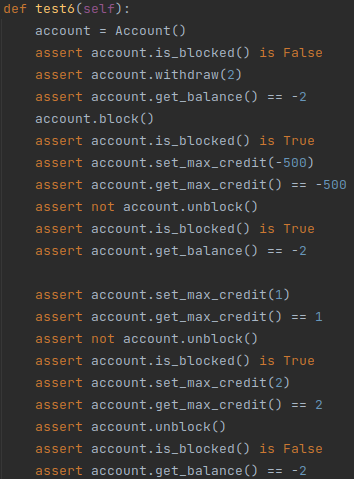 def test6(self):
    account = Account()
    assert account.is_blocked() is False
    assert account.withdraw(2)
    assert account.get_balance() == -2
    account.block()
    assert account.is_blocked() is True
    assert account.set_max_credit(-500)
    assert account.get_max_credit() == -500
    assert not account.unblock()
    assert account.is_blocked() is True
    assert account.get_balance() == -2

    assert account.set_max_credit(1)
    assert account.get_max_credit() == 1
    assert not account.unblock()
    assert account.is_blocked() is True
    assert account.set_max_credit(2)
    assert account.get_max_credit() == 2
    assert account.unblock()
    assert account.is_blocked() is False
    assert account.get_balance() == -2